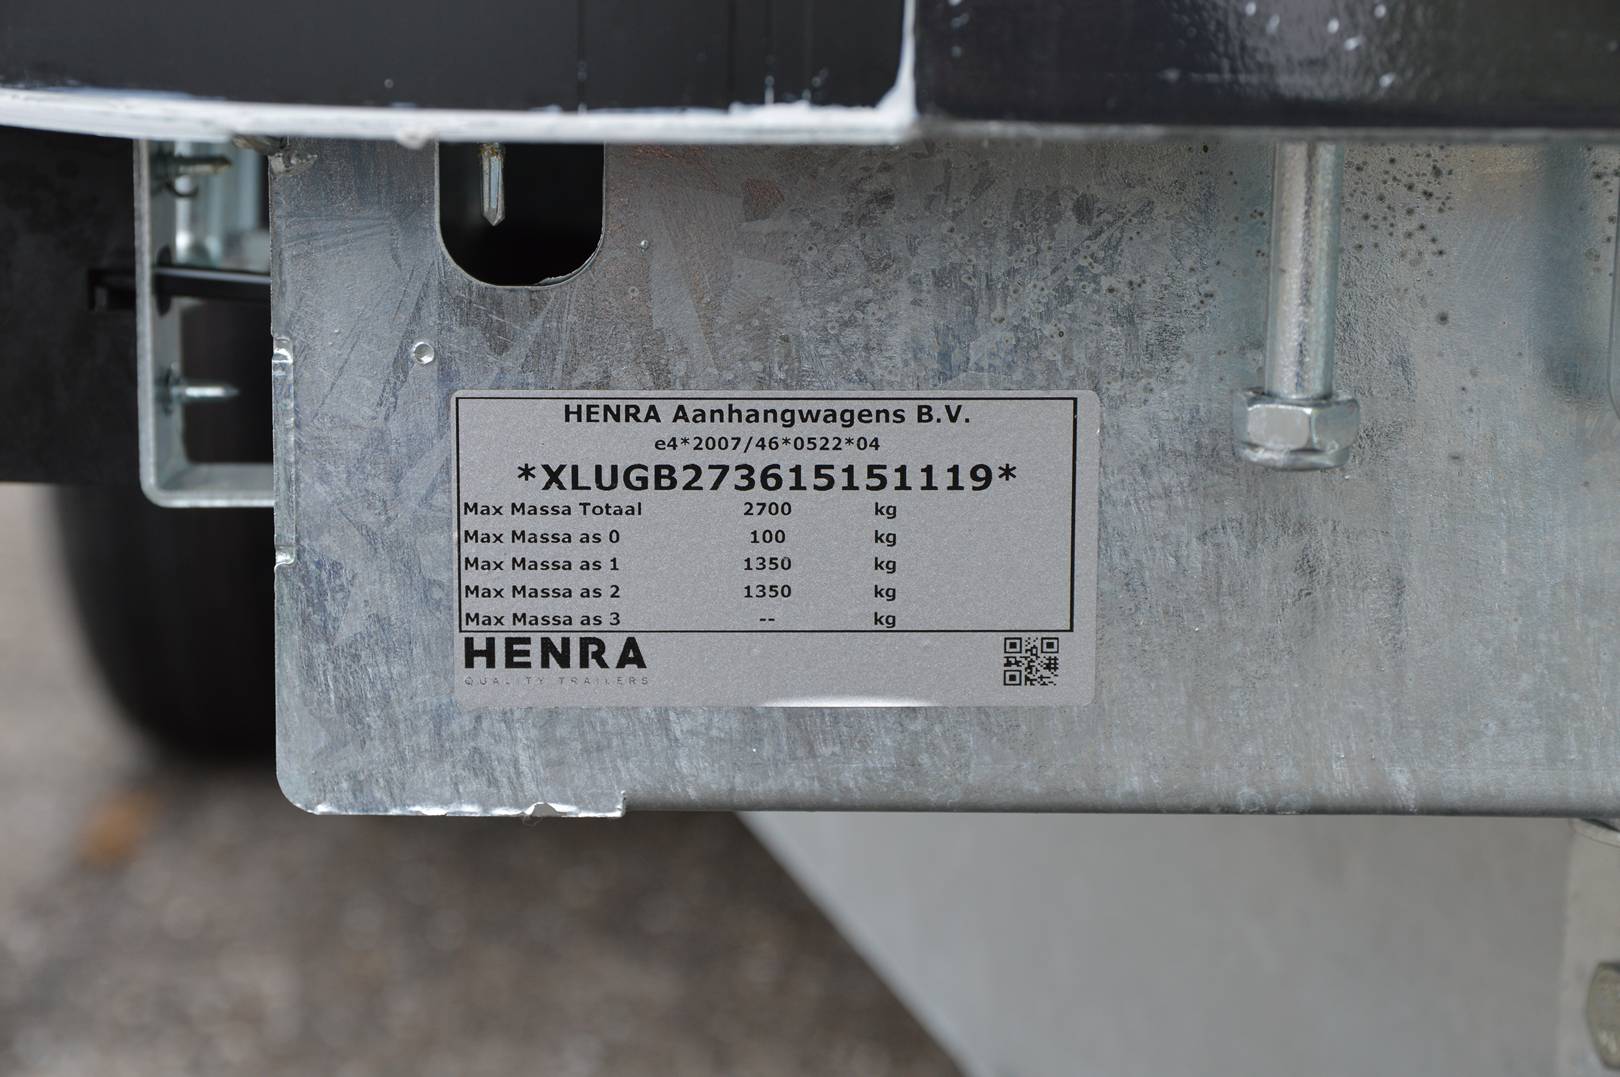 HENRA Aanhangwagens B.V.
e4*2007/46*0522*04
*XLUGB273615151119*
Max Massa Totaal 2700 kg
Max Massa as 0 100 kg
Max Massa as 1 1350 kg
Max Massa as 2 1350 kg
Max Massa as 3 -- kg
HENRA
QUALITY TRAILERS